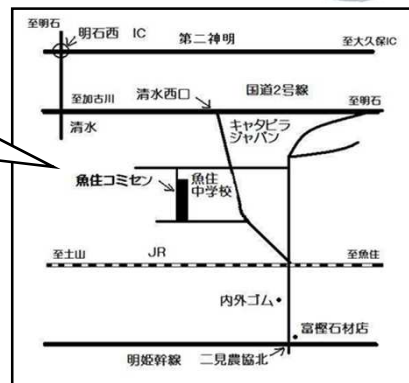 至明石
明石西 IC
第二神明
至大久保IC
清水西口
国道2号線
至加古川
至明石
清水
キャタピラ
ジャパン
魚住コミセン
魚住
中学校
至土山
JR
至魚住
内外ゴム
富樫石材店
明姫幹線
二見農協北